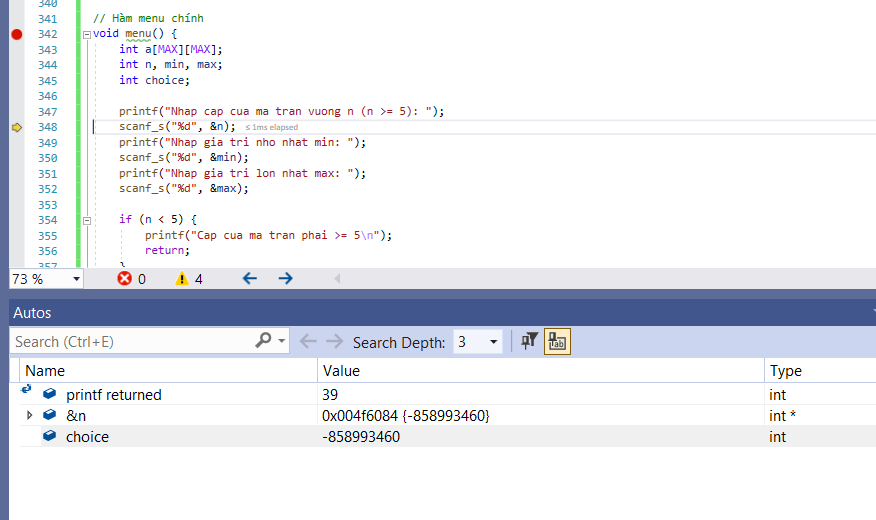 340
341 // Hàm menu chính
342 void menu() {
343 int a[MAX][MAX];
344 int n, min, max;
345 int choice;
346
347 printf("Nhap cap cua ma tran vuong n (n >= 5): ");
348 scanf_s("%d", &n); ≤ 1ms elapsed
349 printf("Nhap gia tri nho nhat min: ");
350 scanf_s("%d", &min);
351 printf("Nhap gia tri lon nhat max: ");
352 scanf_s("%d", &max);
353
354 if (n < 5) {
355 printf("Cap cua ma tran phai >= 5\n");
356 return;
357 }
73 % 0 4
Autos
Search (Ctrl+E) Search Depth: 3
Name Value Type
printf returned 39 int
&n 0x004f6084 {-858993460} int *
choice -858993460 int